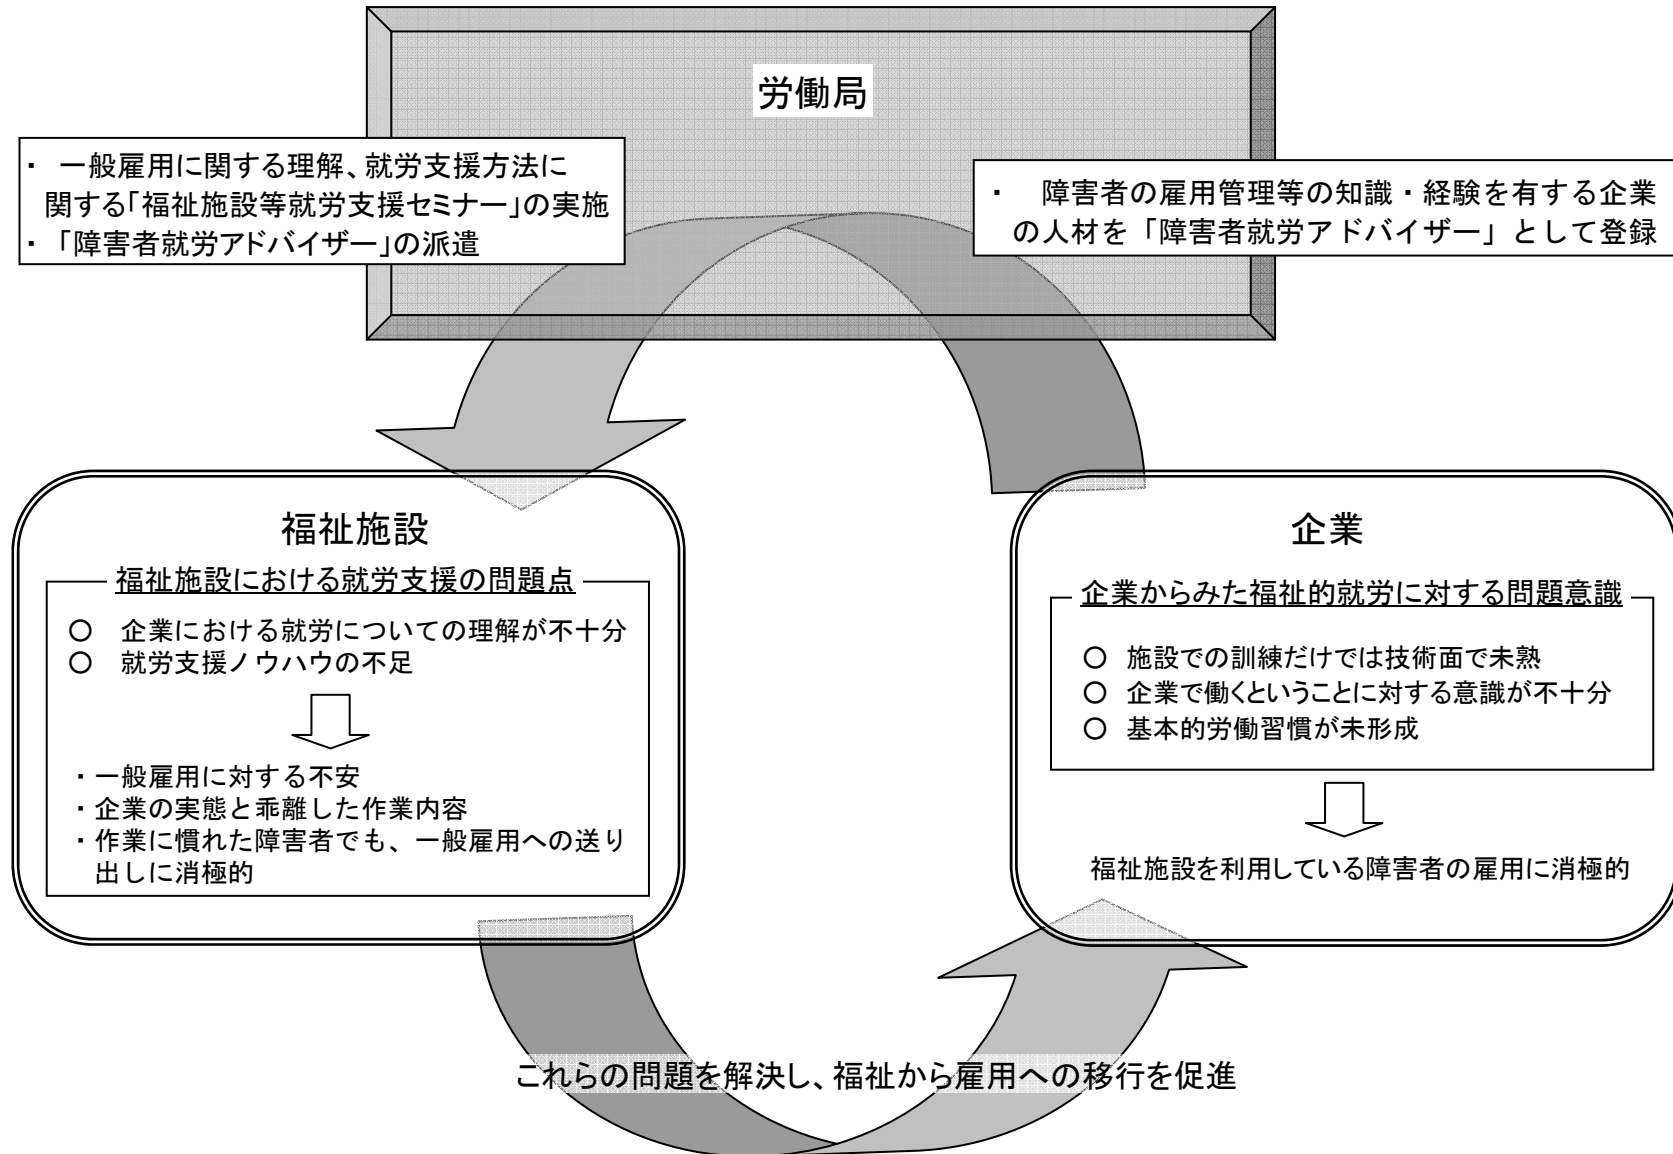 労働局
・ 一般雇用に関する理解、就労支援方法に
関する「福祉施設等就労支援セミナー」の実施
・「障害者就労アドバイザー」の派遣
・ 障害者の雇用管理等の知識・経験を有する企業
の人材を「障害者就労アドバイザー」として登録
福祉施設
福祉施設における就労支援の問題点
○ 企業における就労についての理解が不十分
○ 就労支援ノウハウの不足
・一般雇用に対する不安
・企業の実態と乖離した作業内容
・作業に慣れた障害者でも、一般雇用への送り
出しに消極的
企業
企業からみた福祉的就労に対する問題意識
○ 施設での訓練だけでは技術面で未熟
○ 企業で働くということに対する意識が不十分
○ 基本的労働習慣が未形成
福祉施設を利用している障害者の雇用に消極的
これらの問題を解決し、福祉から雇用への移行を促進